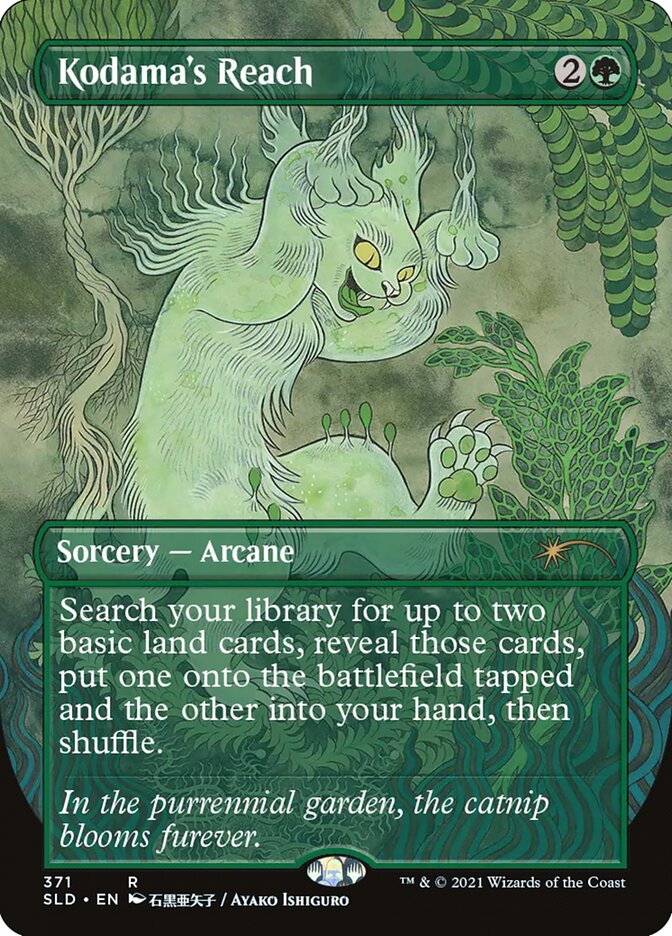 Kodama's Reach 2
Sorcery — Arcane
Search your library for up to two
basic land cards, reveal those cards,
put one onto the battlefield tapped
and the other into your hand, then
shuffle.
In the purrennial garden, the catnip
blooms furever.
371 R
SLD • EN 石黒亜矢子 / Ayako Ishiguro
™ & © 2021 Wizards of the Coast